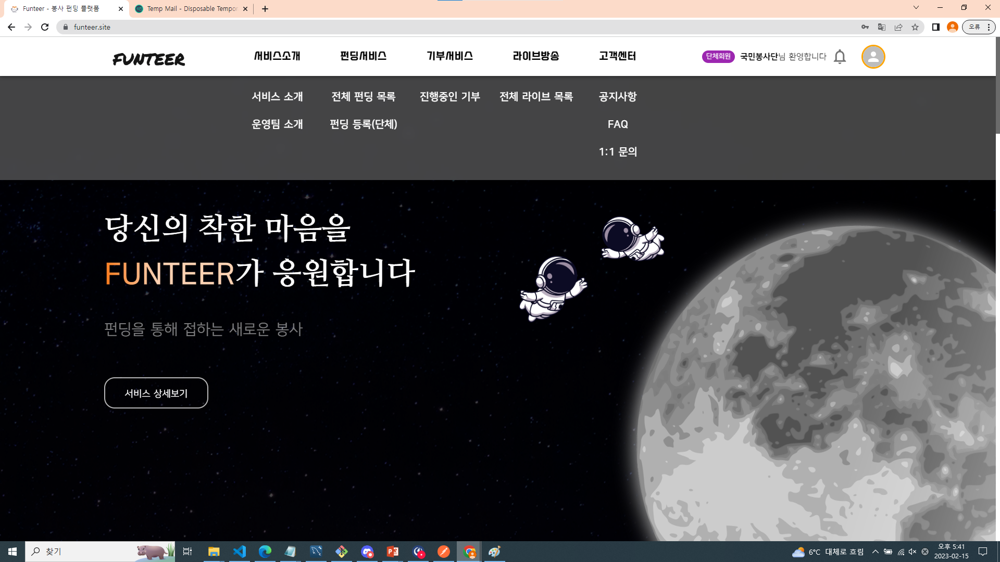 Funteer - 봉사 펀딩 플랫폼
Temp Mail - Disposable Tempor
funteer.site
오류
FUNTEER
서비스소개 펀딩서비스 기부서비스 라이브방송 고객센터
단체회원 국민봉사단님 환영합니다
서비스 소개 전체 펀딩 목록 진행중인 기부 전체 라이브 목록 공지사항
운영팀 소개 펀딩 등록(단체) FAQ
1:1 문의
당신의 착한 마음을
FUNTEER가 응원합니다
펀딩을 통해 접하는 새로운 봉사
서비스 상세보기
찾기
6°C 대체로 흐림
오후 5:41
2023-02-15